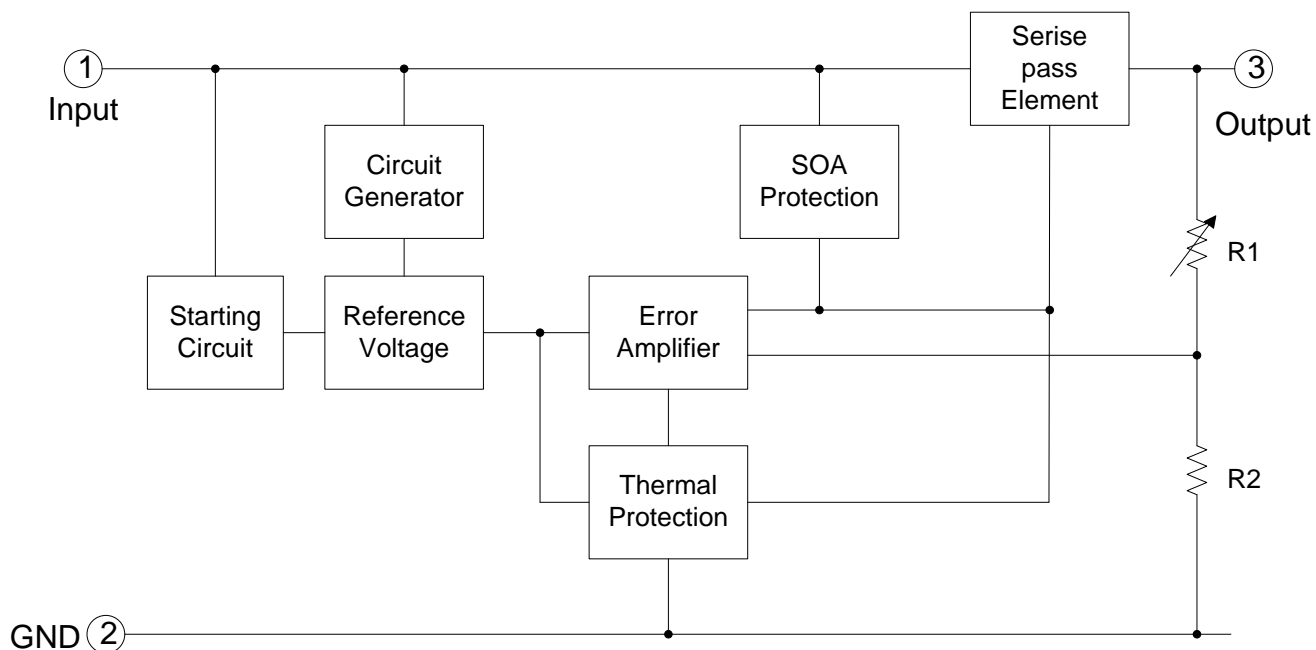 Serise
pass
Element
1
Input
3
Output
Circuit
Generator
SOA
Protection
R1
Starting
Circuit
Reference
Voltage
Error
Amplifier
Thermal
Protection
R2
GND 2